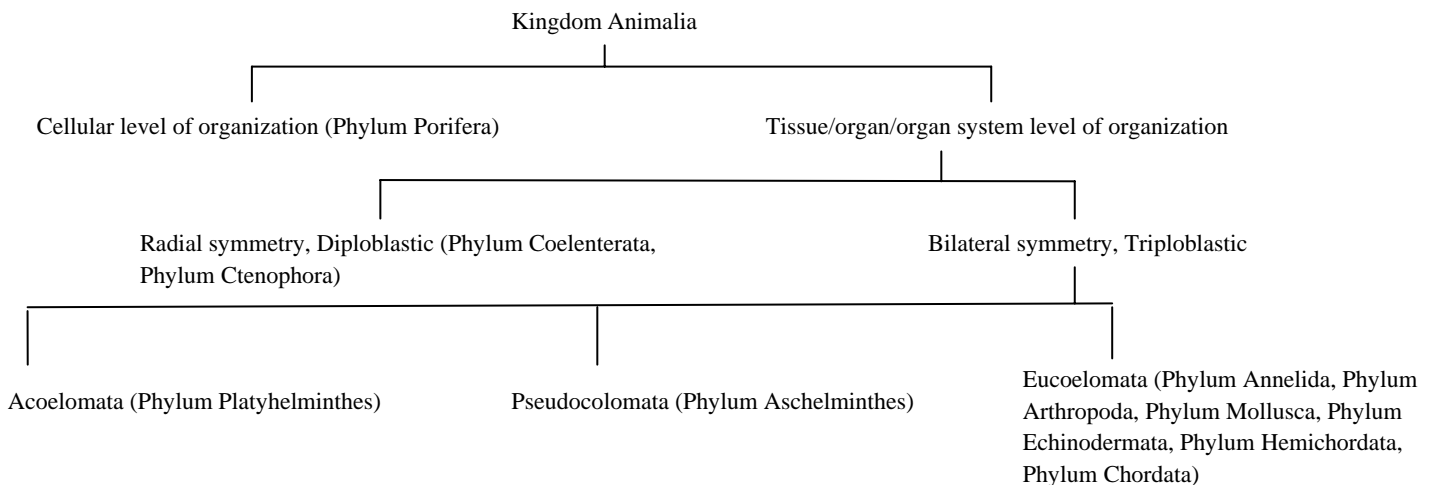 Kingdom Animalia
Cellular level of organization (Phylum Porifera)
Tissue/organ/organ system level of organization
Radial symmetry, Diploblastic (Phylum Coelenterata,
Phylum Ctenophora)
Bilateral symmetry, Triploblastic
Acoelomata (Phylum Platyhelminthes)
Pseudocolomata (Phylum Aschelminthes)
Eucoelomata (Phylum Annelida, Phylum
Arthropoda, Phylum Mollusca, Phylum
Echinodermata, Phylum Hemichordata,
Phylum Chordata)